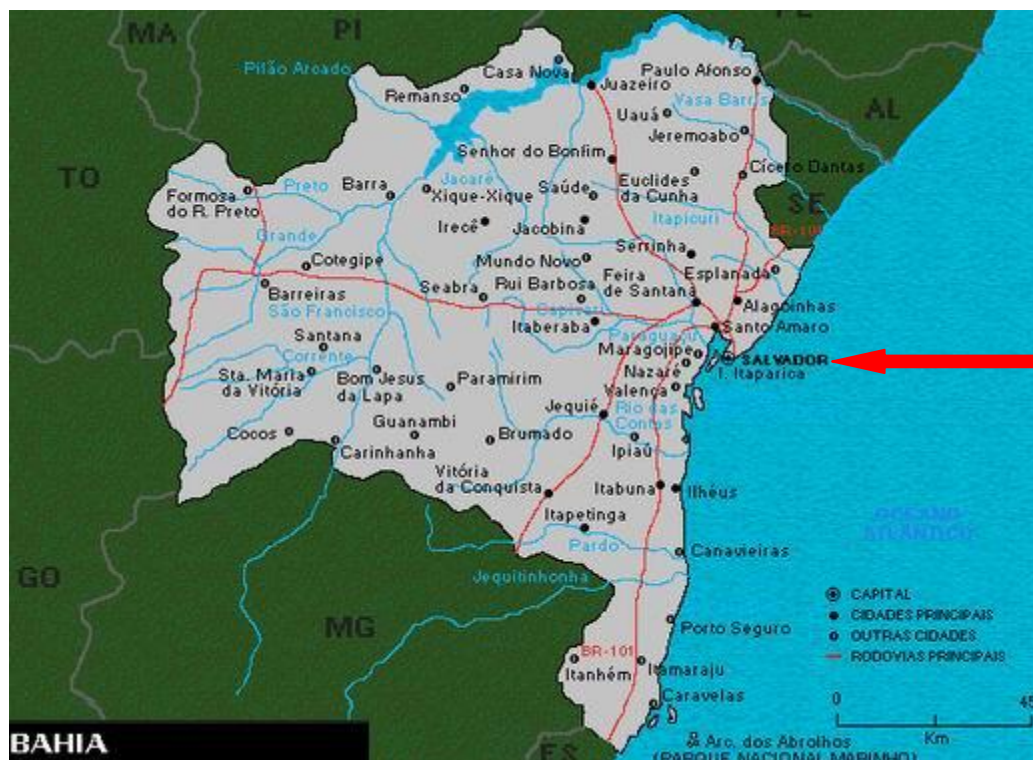 MA
PI
PE
Pilão Arcado
Casa Nova
Paulo Afonso
Juazeiro
Remanso
Vasa Barris
Uauá
AL
Jeremoabo
Senhor do Bonfim
TO
Cícero Dantas
Formosa
do R. Preto
Preto
Barra
Jacaré
Xique-Xique
Saúde
Euclides
da Cunha
SE
Itapicuri
Irecê
Jacobina
BR-101
Grande
Serrinha
Cotegipe
Mundo Novo
Esplanada
Barreiras
Seabra
Rui Barbosa
Feira
de Santana
São Francisco
Capivari
Alagoinhas
Itaberaba
Santo Amaro
Paraguaçu
Santana
Maragojipe
SALVADOR
Corrente
Nazaré
I. Itaparica
Sta. Maria
da Vitória
Bom Jesus
da Lapa
Paramirim
Valença
Jequié
Rio das
Contas
Guanambi
Cocos
Brumado
Ipiaú
Carinhanha
Vitória
da Conquista
Itabuna
Ilhéus
Itapetinga
OCEANO
ATLÂNTICO
Pardo
Canavieiras
GO
Jequitinhonha
CAPITAL
CIDADES PRINCIPAIS
MG
Porto Seguro
OUTRAS CIDADES
BR-101
RODOVIAS PRINCIPAIS
Itanhém
Itamaraju
Caravelas
0
45
Km
BAHIA
ES
Arc. dos Abrolhos
(PARQUE NACIONAL MARINHO)